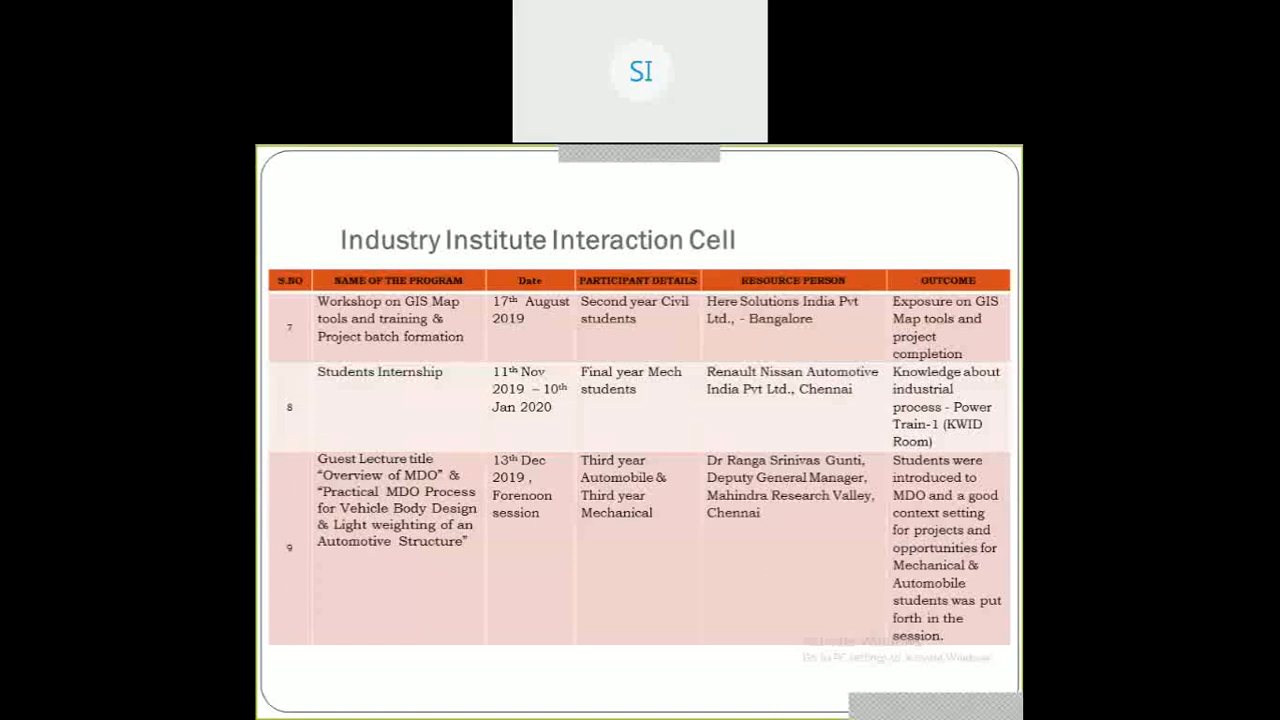 SI
Industry Institute Interaction Cell
S.NO NAME OF THE PROGRAM Date PARTICIPANT DETAILS RESOURCE PERSON OUTCOME
7
Workshop on GIS Map
tools and training &
Project batch formation
17th August
2019
Second year Civil
students
Here Solutions India Pvt
Ltd., - Bangalore
Exposure on GIS
Map tools and
project
completion
8
Students Internship
11th Nov
2019 – 10th
Jan 2020
Final year Mech
students
Renault Nissan Automotive
India Pvt Ltd., Chennai
Knowledge about
industrial
process - Power
Train-1 (KWID
Room)
9
Guest Lecture title
“Overview of MDO” &
“Practical MDO Process
for Vehicle Body Design
& Light weighting of an
Automotive Structure”
13th Dec
2019 ,
Forenoon
session
Third year
Automobile &
Third year
Mechanical
Dr Ranga Srinivas Gunti,
Deputy General Manager,
Mahindra Research Valley,
Chennai
Students were
introduced to
MDO and a good
context setting
for projects and
opportunities for
Mechanical &
Automobile
students was put
forth in the
session.
Go to PC settings to activate Windows.